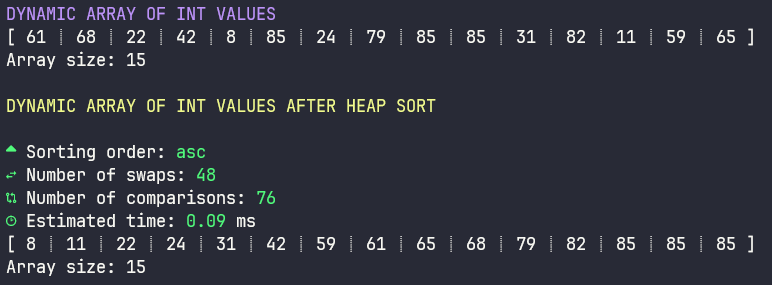 DYNAMIC ARRAY OF INT VALUES
[ 61 ┊ 68 ┊ 22 ┊ 42 ┊ 8 ┊ 85 ┊ 24 ┊ 79 ┊ 85 ┊ 85 ┊ 31 ┊ 82 ┊ 11 ┊ 59 ┊ 65 ]
Array size: 15
DYNAMIC ARRAY OF INT VALUES AFTER HEAP SORT
Sorting order: asc
Number of swaps: 48
Number of comparisons: 76
Estimated time: 0.09 ms
[ 8 ┊ 11 ┊ 22 ┊ 24 ┊ 31 ┊ 42 ┊ 59 ┊ 61 ┊ 65 ┊ 68 ┊ 79 ┊ 82 ┊ 85 ┊ 85 ┊ 85 ]
Array size: 15